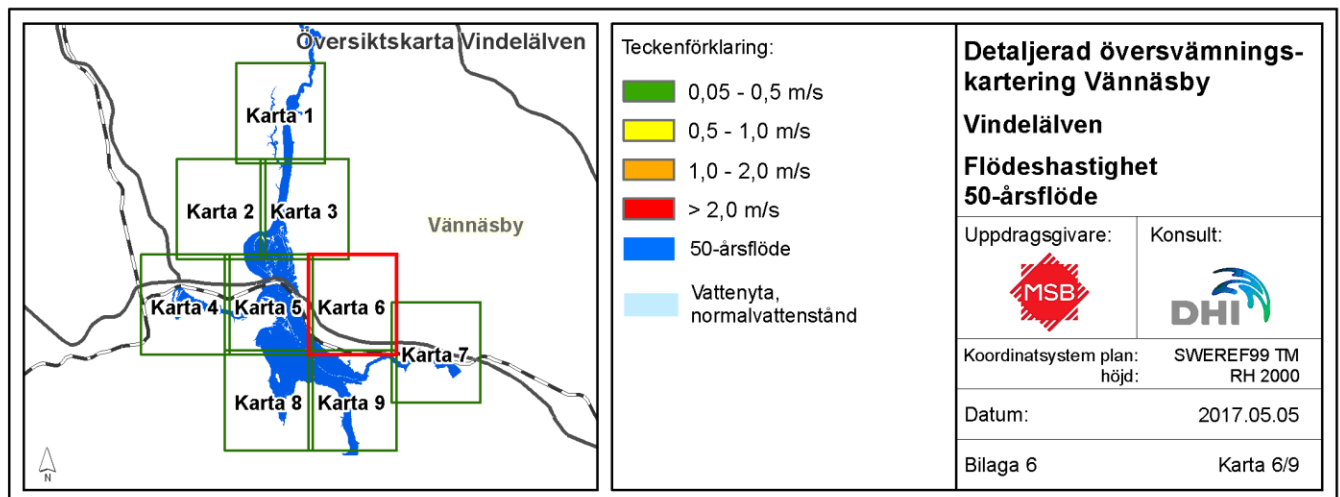 Översiktskarta Vindelälven
Karta 1
Karta 2
Karta 3
Vännäsby
Karta 4
Karta 5
Karta 6
Karta 7
Karta 8
Karta 9
N
Teckenförklaring:
0,05 - 0,5 m/s
0,5 - 1,0 m/s
1,0 - 2,0 m/s
> 2,0 m/s
50-årsflöde
Vattenyta,
normalvattenstånd
Detaljerad översvämnings-
kartering Vännäsby
Vindelälven
Flödeshastighet
50-årsflöde
Uppdragsgivare:
MSB
Konsult:
DHI
Koordinatsystem plan: SWEREF99 TM
höjd: RH 2000
Datum: 2017.05.05
Bilaga 6 Karta 6/9